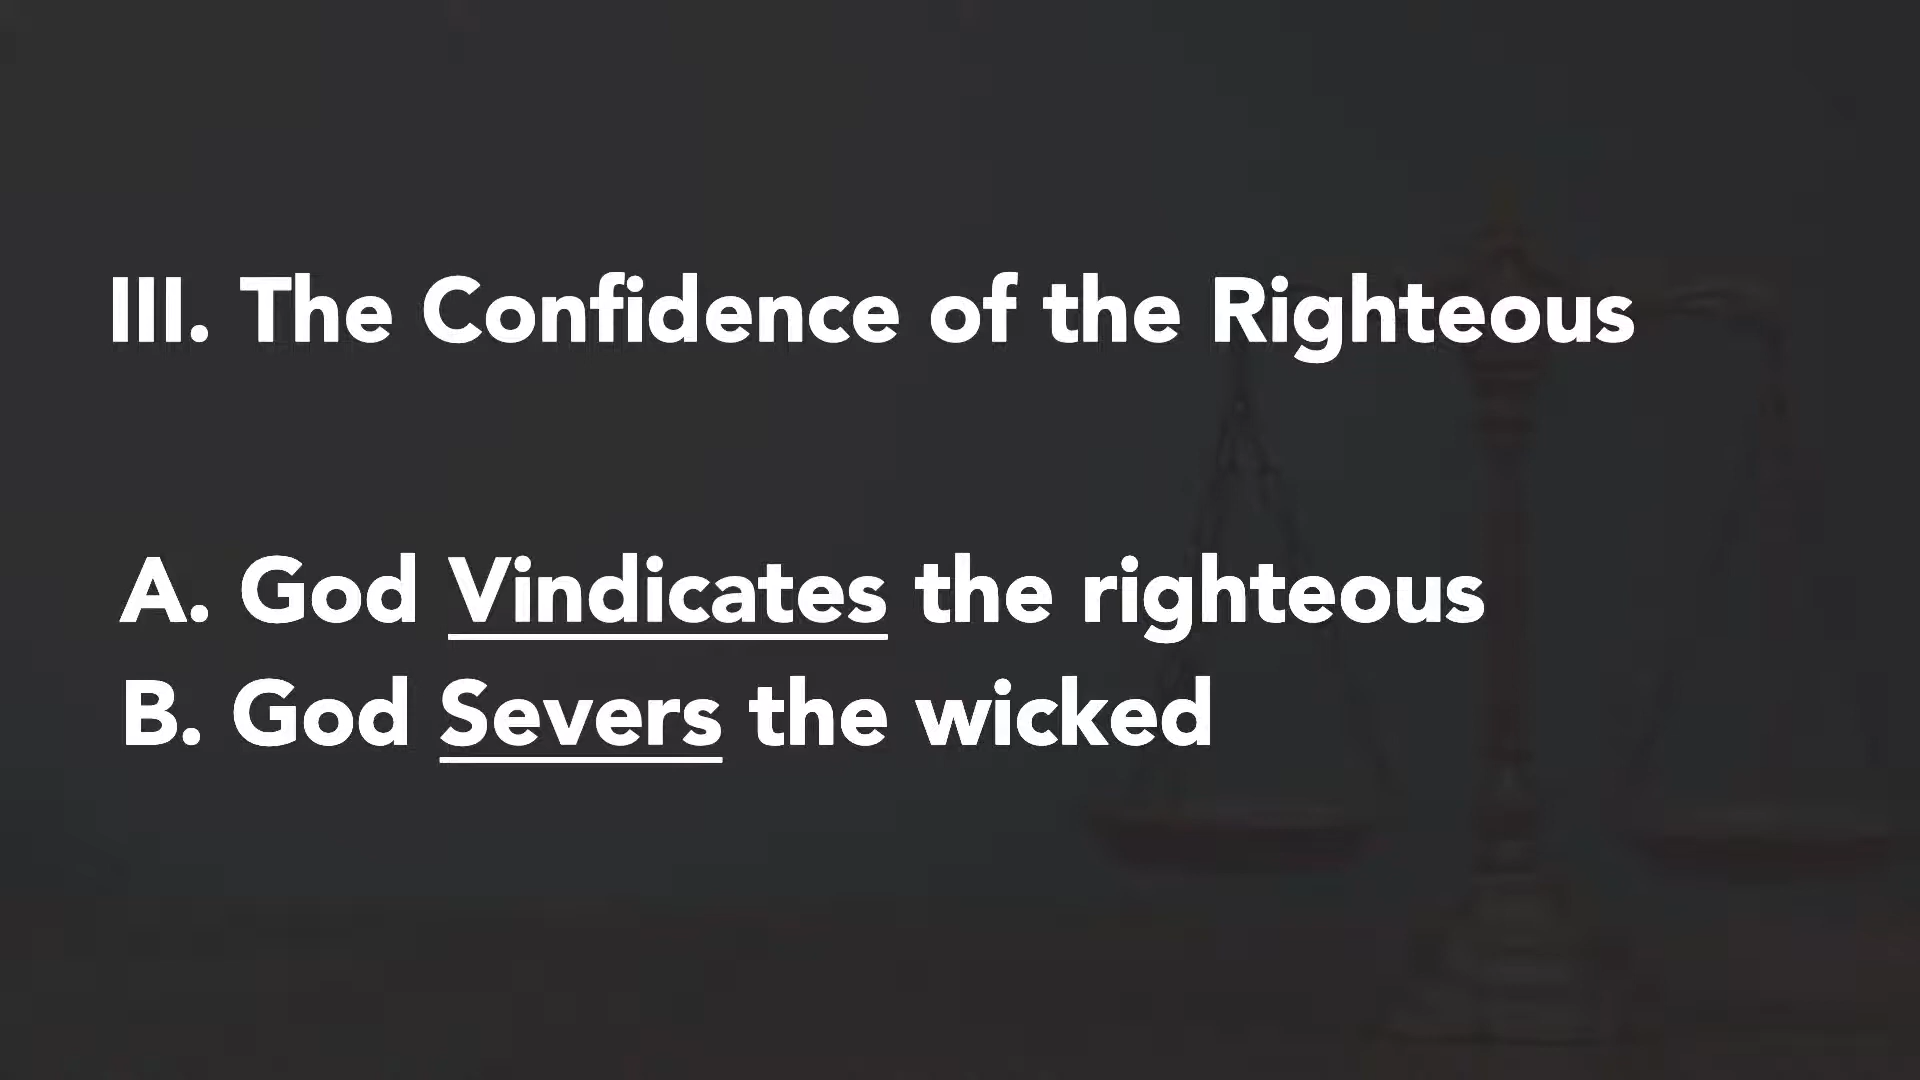 III. The Confidence of the Righteous
A. God Vindicates the righteous
B. God Severs the wicked